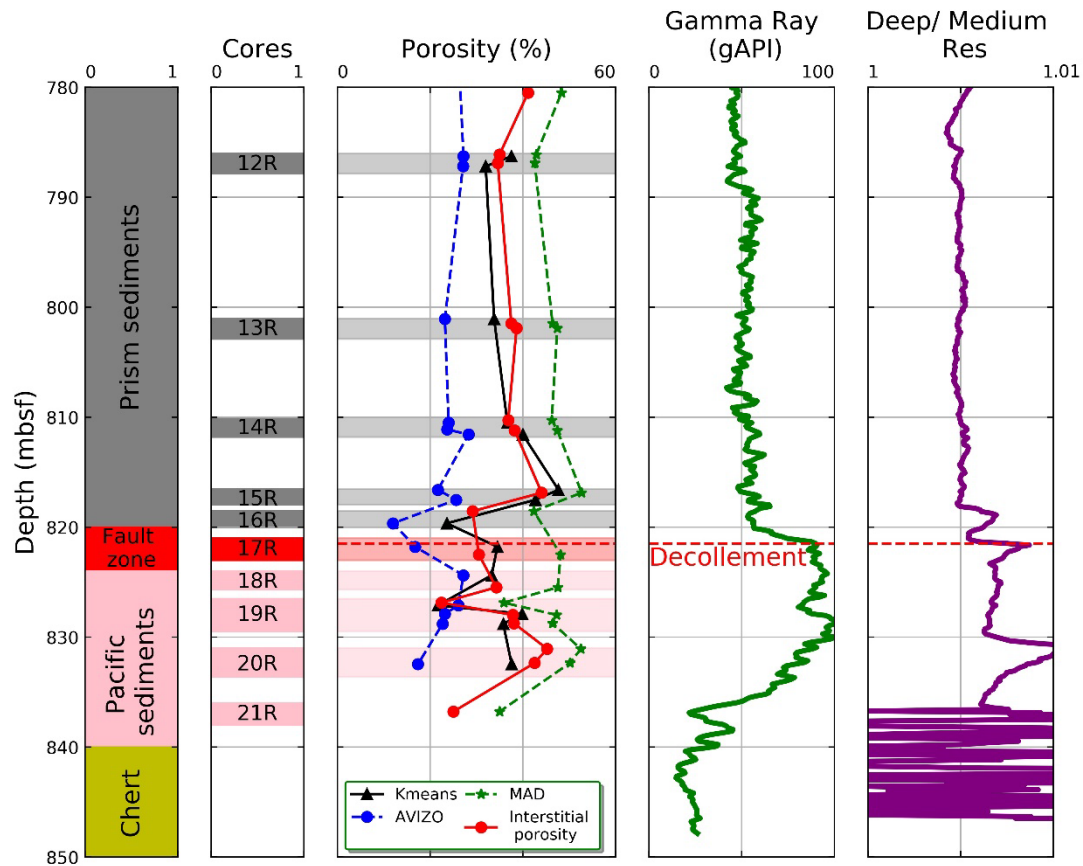 Cores
Porosity (%)
Gamma Ray
(gAPI)
Deep/ Medium
Res
0 1
0 1
0 60
0 100
1 1.01
780
790
800
810
820
830
840
850
Depth (mbsf)
Prism sediments
Fault
zone
Pacific
sediments
Chert
12R
13R
14R
15R
16R
17R
18R
19R
20R
21R
Decollement
Kmeans
AVIZO
MAD
Interstitial
porosity